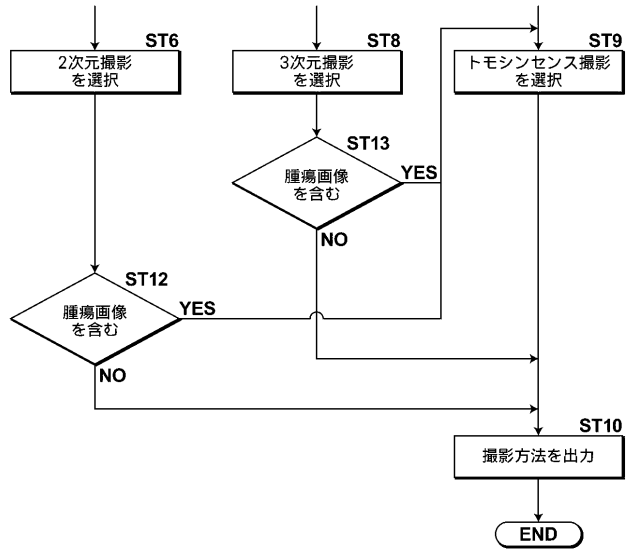 ST6
2次元撮影
を選択
ST8
3次元撮影
を選択
ST9
トモシンセンス撮影
を選択
ST13
腫瘍画像
を含む
YES
NO
ST12
腫瘍画像
を含む
YES
NO
ST10
撮影方法を出力
END